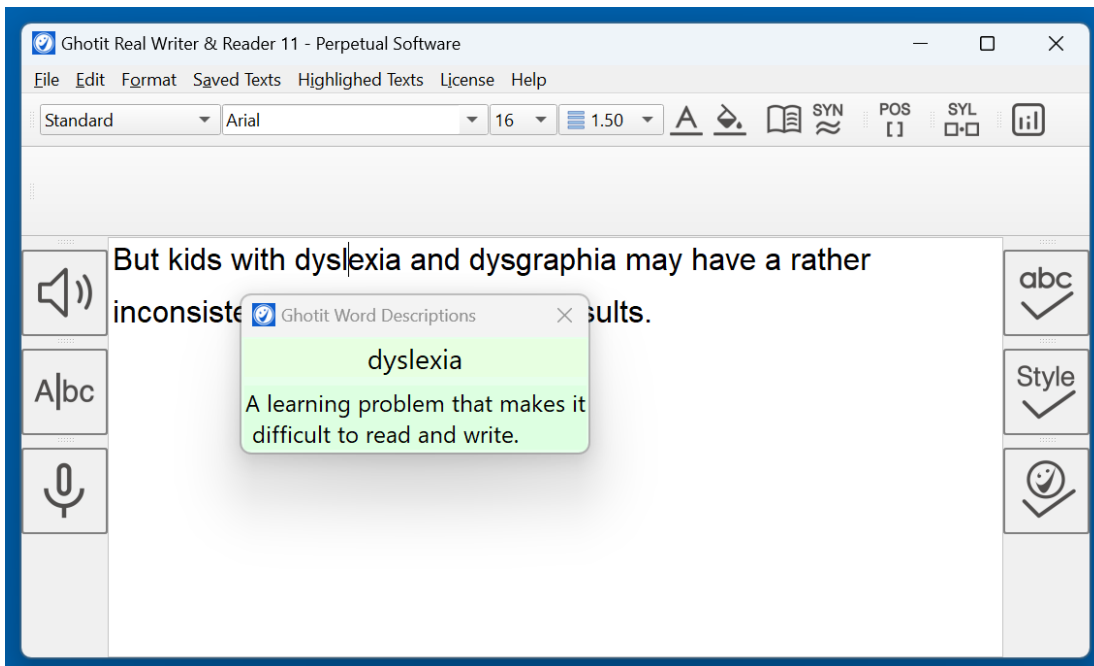 Ghotit Real Writer & Reader 11 - Perpetual Software
File Edit Format Saved Texts Highlighed Texts License Help
Standard Arial 16 1.50 A SYN POS [ ] SYL
But kids with dyslexia and dysgraphia may have a rather
inconsiste sults.
Ghotit Word Descriptions
dyslexia
A learning problem that makes it
difficult to read and write.
Abc
abc
Style